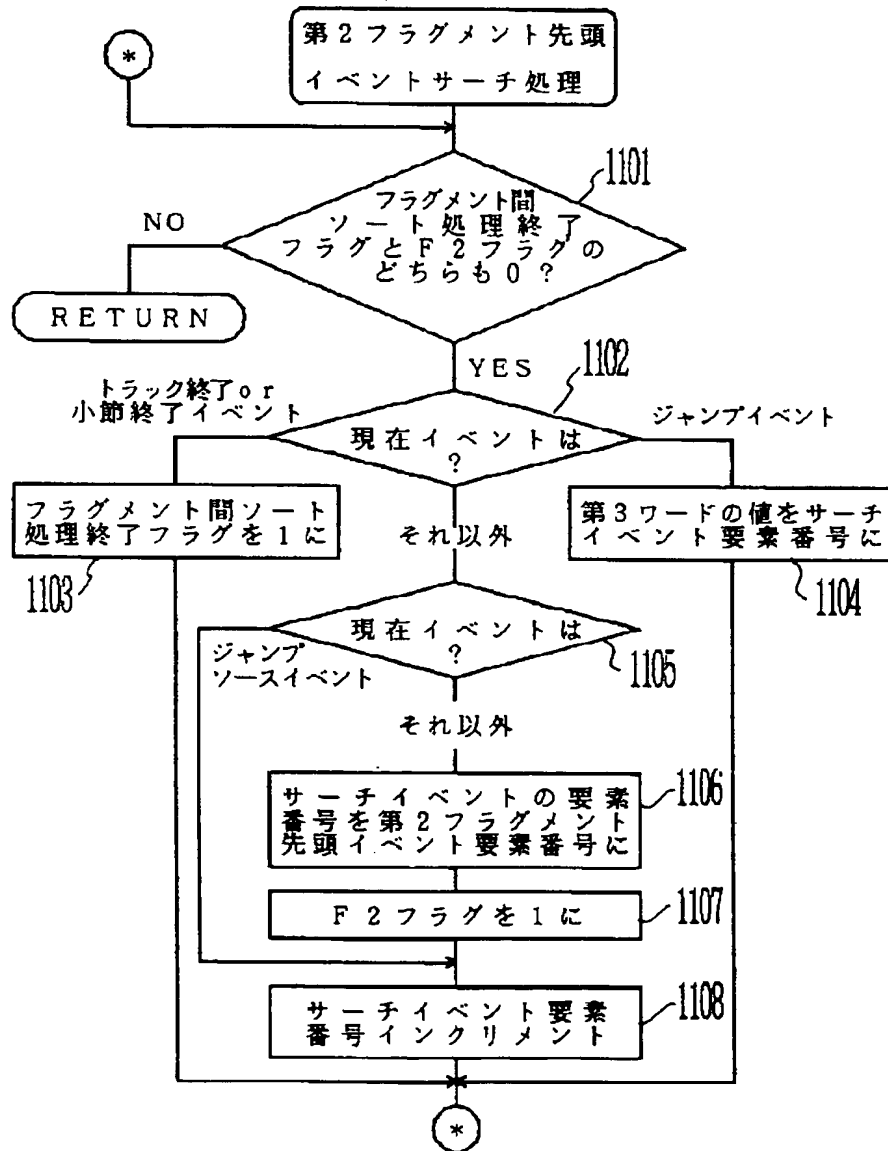 第2フラグメント先頭
イベントサーチ処理
*
1101
フラグメント間
ソート処理終了
フラグとF2フラグの
どちらも0?
NO
RETURN
YES
1102
トラック終了or
小節終了イベント
現在イベントは
?
ジャンプイベント
フラグメント間ソート
処理終了フラグを1に
1103
それ以外
第3ワードの値をサーチ
イベント要素番号に
1104
現在イベントは
?
1105
ジャンプ
ソースイベント
それ以外
サーチイベントの要素
番号を第2フラグメント
先頭イベント要素番号に
1106
F2フラグを1に
1107
サーチイベント要素
番号インクリメント
1108
*